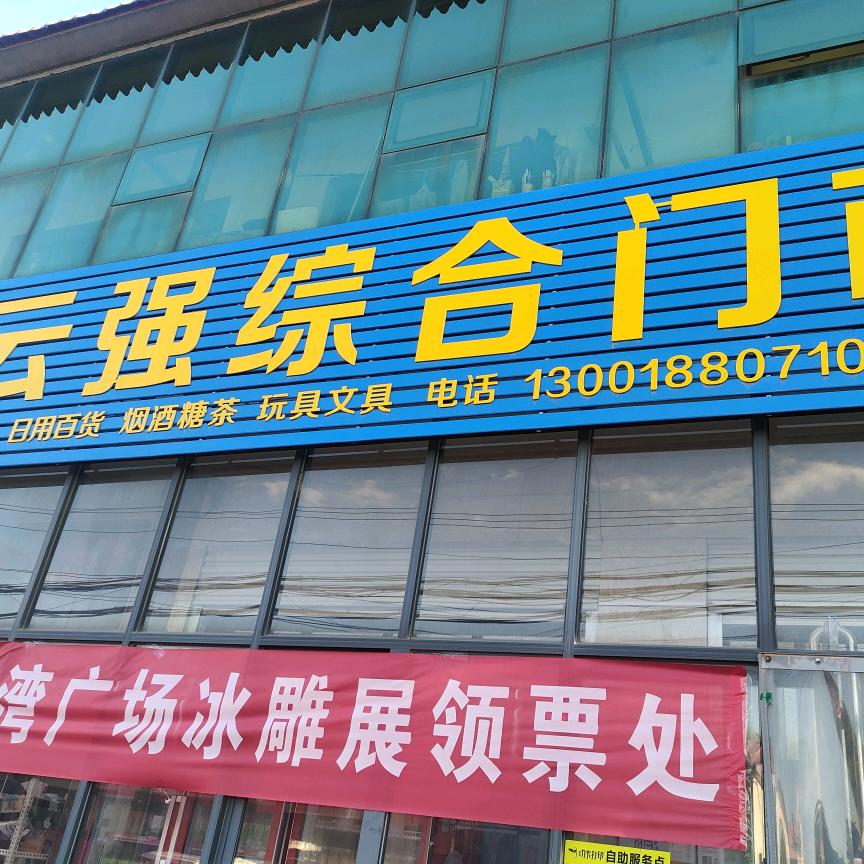 云强综合门
日用百货 烟酒糖茶 玩具文具 电话 13001880710
湾广场冰雕展领票处
自助服务点